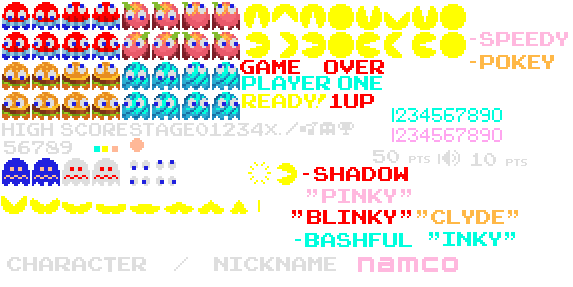 -SPEEDY
-POKEY
GAME OVER
PLAYER ONE
READY! 1UP
1234567890
HIGH SCORESTAGE01234X./-
1234567890
56789
50 PTS
10 PTS
-SHADOW
"PINKY"
"BLINKY" "CLYDE"
-BASHFUL "INKY"
CHARACTER / NICKNAME namco